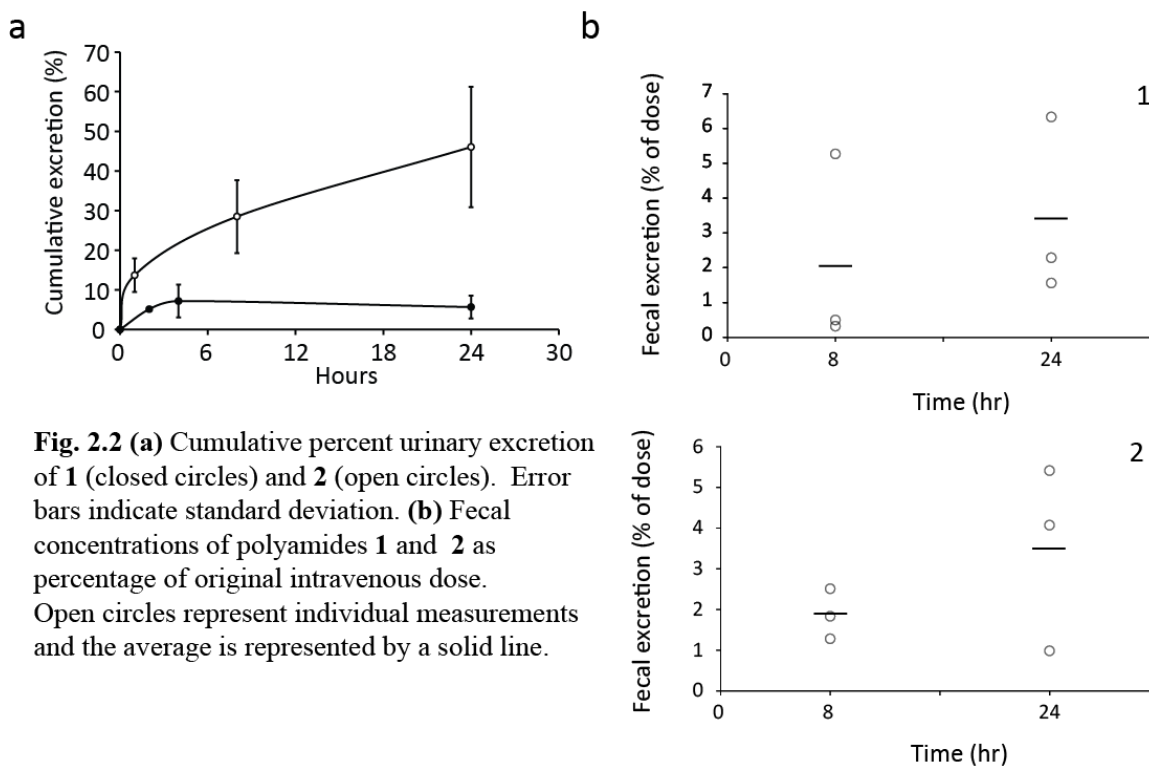 a
Cumulative excretion (%)
70
60
50
40
30
20
10
0
0
6
12
18
24
30
Hours
Fig. 2.2 (a) Cumulative percent urinary excretion
of 1 (closed circles) and 2 (open circles). Error
bars indicate standard deviation. (b) Fecal
concentrations of polyamides 1 and 2 as
percentage of original intravenous dose.
Open circles represent individual measurements
and the average is represented by a solid line.
b
1
Fecal excretion (% of dose)
7
6
5
4
3
2
1
0
0
8
24
Time (hr)
2
Fecal excretion (% of dose)
6
5
4
3
2
1
0
0
8
24
Time (hr)